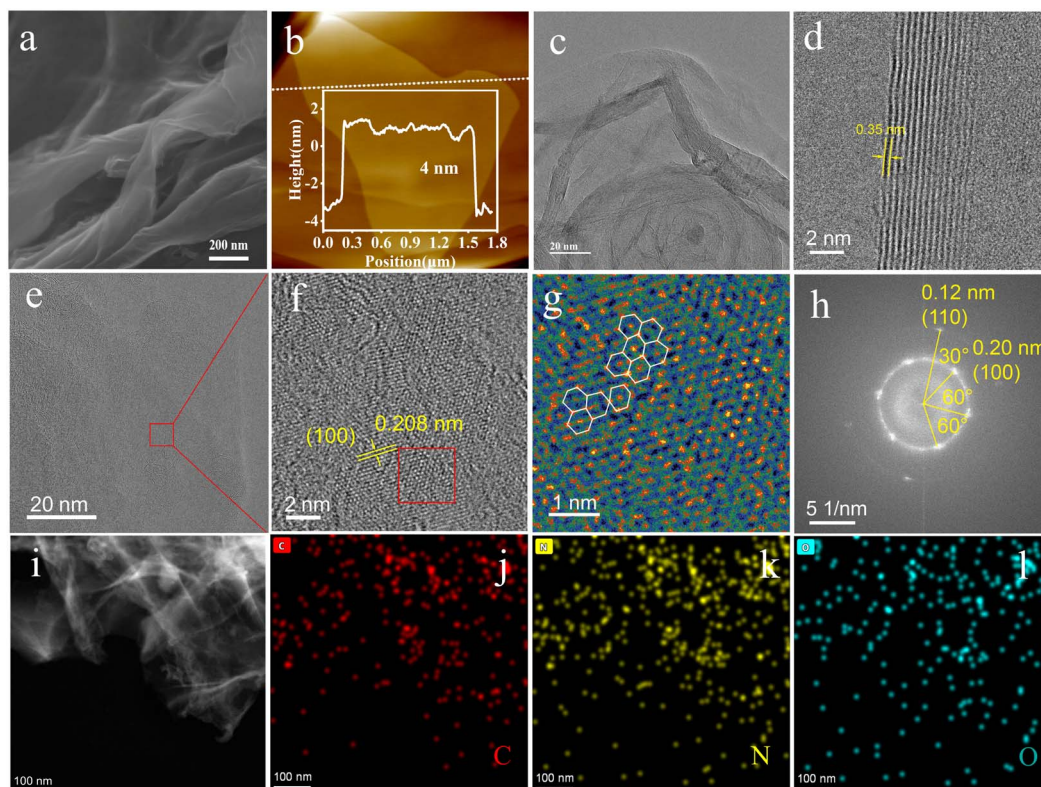 a
200 nm
b
Height(nm)
2
0
-2
-4
4 nm
0.0 0.3 0.6 0.9 1.2 1.5 1.8
Position(μm)
c
20 nm
d
0.35 nm
2 nm
e
20 nm
f
0.208 nm
(100)
2 nm
g
1 nm
h
0.12 nm
(110)
30° 0.20 nm
(100)
60°
60°
5 1/nm
i
100 nm
C
j
100 nm
C
N
k
100 nm
N
O
l
100 nm
O